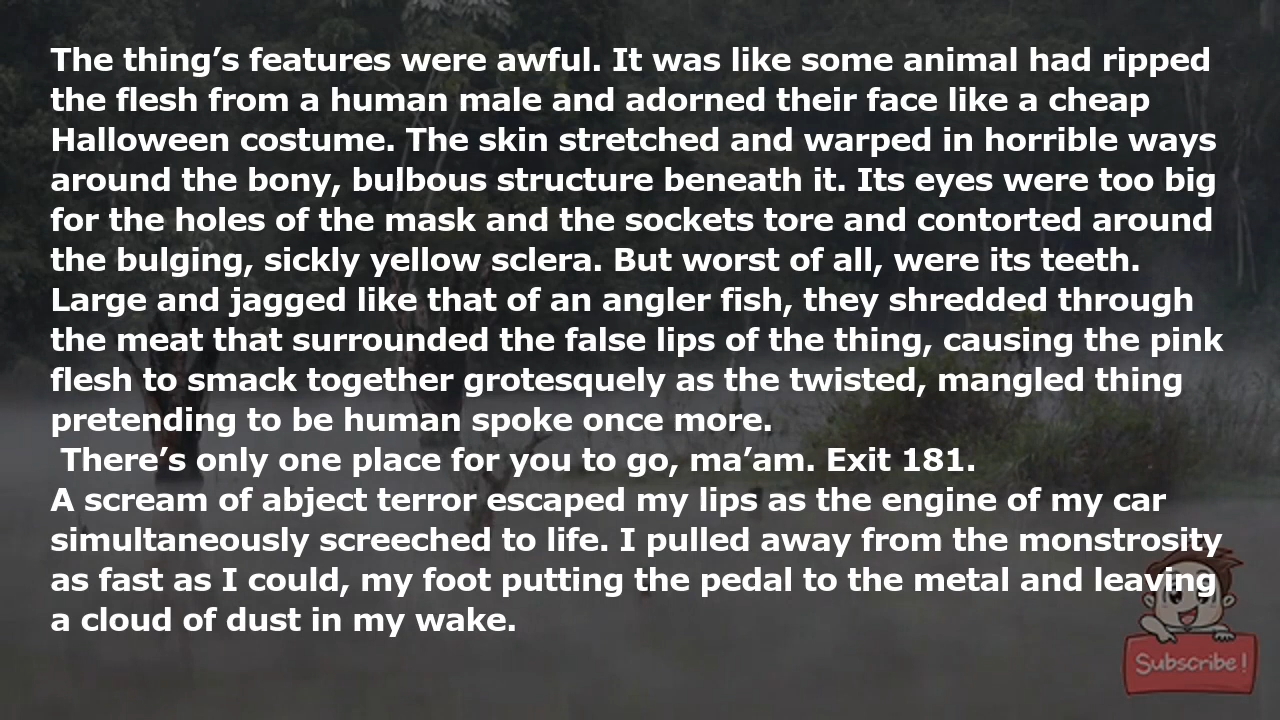 The thing’s features were awful. It was like some animal had ripped
the flesh from a human male and adorned their face like a cheap
Halloween costume. The skin stretched and warped in horrible ways
around the bony, bulbous structure beneath it. Its eyes were too big
for the holes of the mask and the sockets tore and contorted around
the bulging, sickly yellow sclera. But worst of all, were its teeth.
Large and jagged like that of an angler fish, they shredded through
the meat that surrounded the false lips of the thing, causing the pink
flesh to smack together grotesquely as the twisted, mangled thing
pretending to be human spoke once more.
There’s only one place for you to go, ma’am. Exit 181.
A scream of abject terror escaped my lips as the engine of my car
simultaneously screeched to life. I pulled away from the monstrosity
as fast as I could, my foot putting the pedal to the metal and leaving
a cloud of dust in my wake.
Subscribe!